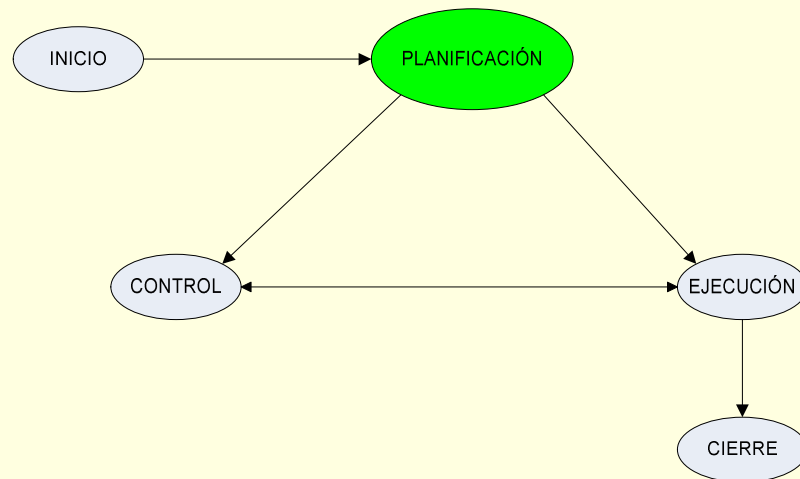 INICIO
PLANIFICACIÓN
CONTROL
EJECUCIÓN
CIERRE